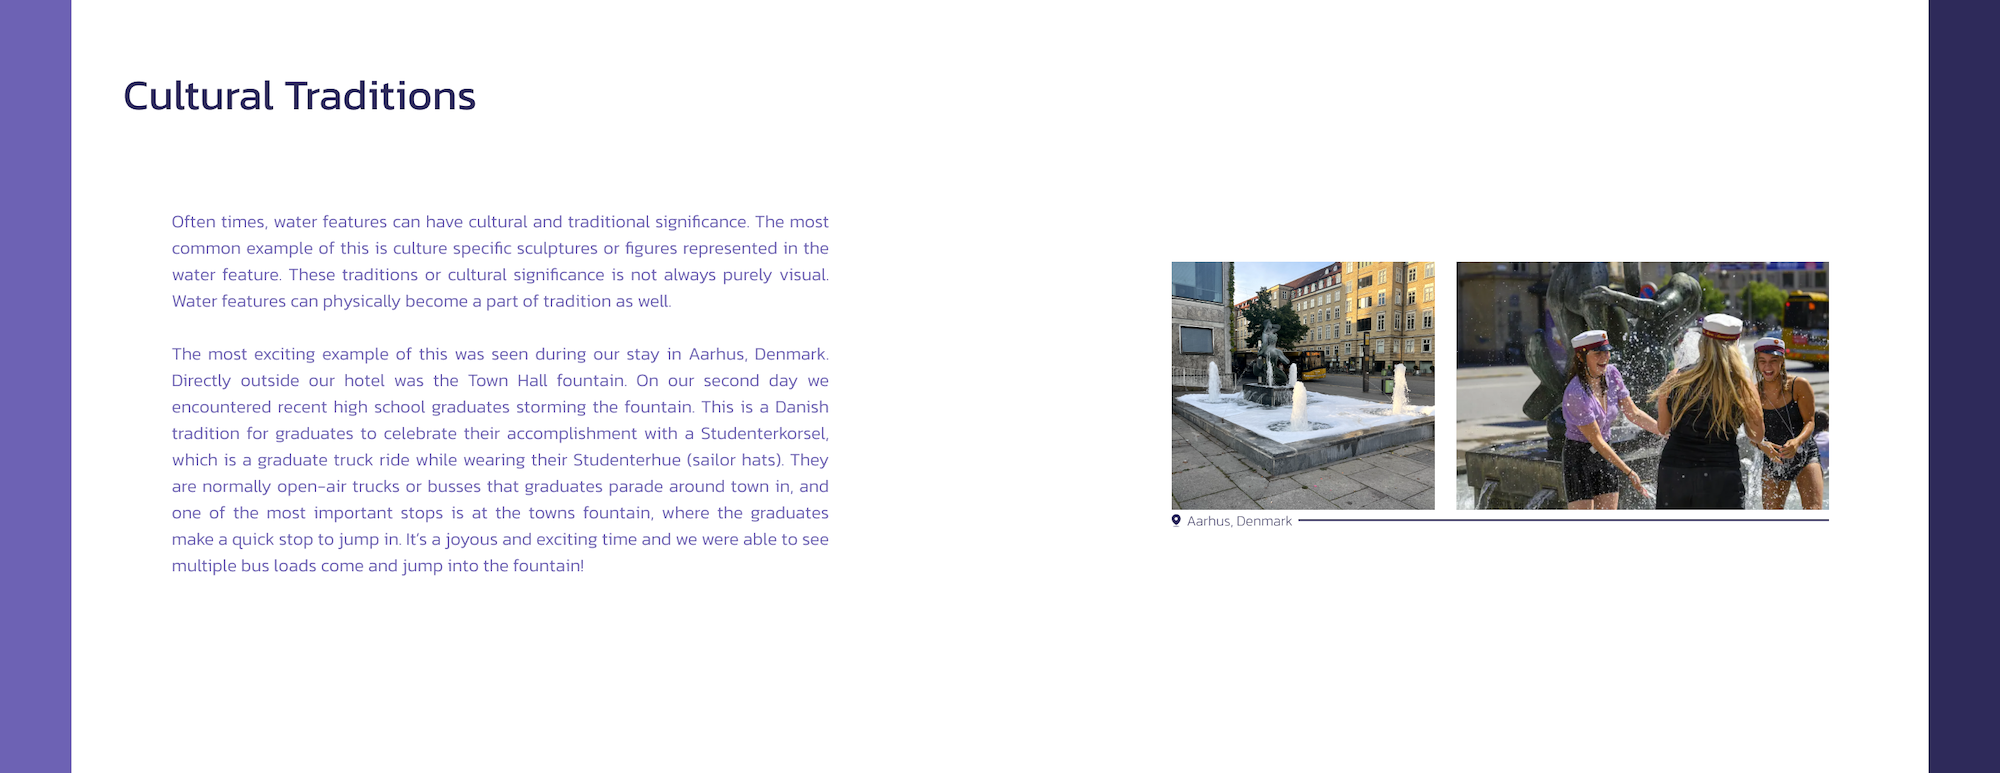 Cultural Traditions
Often times, water features can have cultural and traditional significance. The most
common example of this is culture specific sculptures or figures represented in the
water feature. These traditions or cultural significance is not always purely visual.
Water features can physically become a part of tradition as well.
The most exciting example of this was seen during our stay in Aarhus, Denmark.
Directly outside our hotel was the Town Hall fountain. On our second day we
encountered recent high school graduates storming the fountain. This is a Danish
tradition for graduates to celebrate their accomplishment with a Studenterkorsel,
which is a graduate truck ride while wearing their Studenterhue (sailor hats). They
are normally open-air trucks or busses that graduates parade around town in, and
one of the most important stops is at the towns fountain, where the graduates
make a quick stop to jump in. It's a joyous and exciting time and we were able to see
multiple bus loads come and jump into the fountain!
Aarhus, Denmark